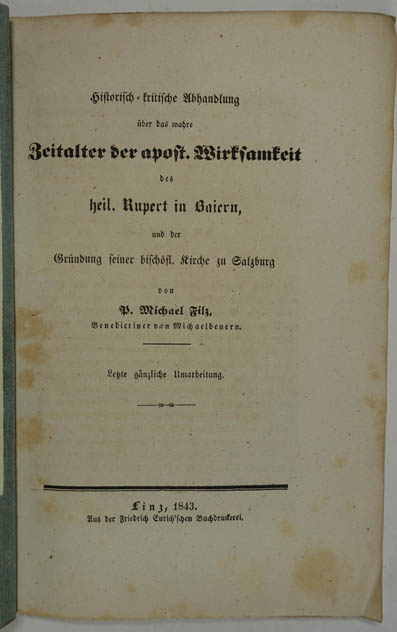 Historisch-kritische Abhandlung
über das wahre
Zeitalter der apost. Wirksamkeit
des
heil. Rupert in Baiern,
und der
Gründung seiner bischöfl. Kirche zu Salzburg
von
P. Michael Filz,
Benedictiner von Michaelbeuern.
Letzte gänzliche Umarbeitung.
Linz, 1843.
Aus der Friedrich Eurich'schen Buchdruckerei.